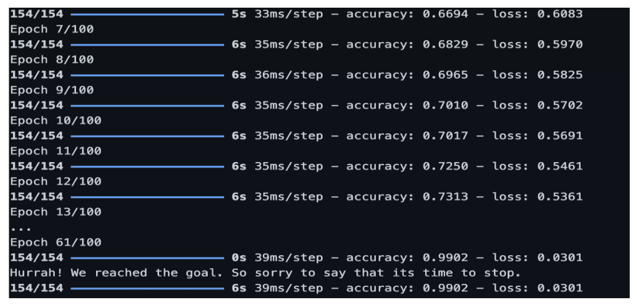 154/154 ━━━━━━━━━━━━━━━━━━━━ 5s 33ms/step – accuracy: 0.6694 – loss: 0.6083
Epoch 7/100
154/154 ━━━━━━━━━━━━━━━━━━━━ 6s 35ms/step – accuracy: 0.6829 – loss: 0.5970
Epoch 8/100
154/154 ━━━━━━━━━━━━━━━━━━━━ 6s 36ms/step – accuracy: 0.6965 – loss: 0.5825
Epoch 9/100
154/154 ━━━━━━━━━━━━━━━━━━━━ 6s 35ms/step – accuracy: 0.7010 – loss: 0.5702
Epoch 10/100
154/154 ━━━━━━━━━━━━━━━━━━━━ 6s 35ms/step – accuracy: 0.7017 – loss: 0.5691
Epoch 11/100
154/154 ━━━━━━━━━━━━━━━━━━━━ 6s 35ms/step – accuracy: 0.7250 – loss: 0.5461
Epoch 12/100
154/154 ━━━━━━━━━━━━━━━━━━━━ 6s 35ms/step – accuracy: 0.7313 – loss: 0.5361
Epoch 13/100
...
Epoch 61/100
154/154 ━━━━━━━━━━━━━━━━━━━━ 0s 39ms/step – accuracy: 0.9902 – loss: 0.0301
Hurrah! We reached the goal. So sorry to say that its time to stop.
154/154 ━━━━━━━━━━━━━━━━━━━━ 6s 39ms/step – accuracy: 0.9902 – loss: 0.0301